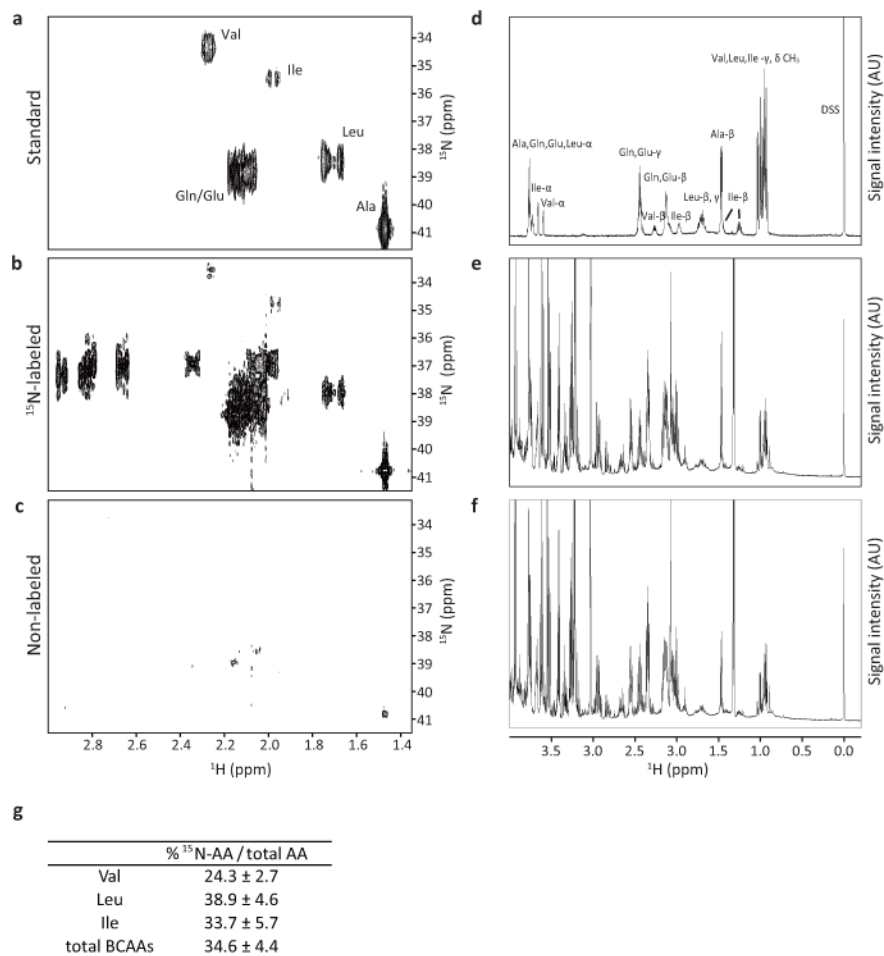 a
Standard
Val
Ile
Leu
Gln/Glu
Ala
34
35
36
37
38
39
40
41
¹⁵N (ppm)
b
¹⁵N-labeled
34
35
36
37
38
39
40
41
¹⁵N (ppm)
c
Non-labeled
34
35
36
37
38
39
40
41
¹⁵N (ppm)
2.8 2.6 2.4 2.2 2.0 1.8 1.6 1.4
¹H (ppm)
d
Val,Leu,Ile -γ, δ CH₃
DSS
Ala,Gln,Glu,Leu-α
Ile-α
Val-α
Gln,Glu-γ
Gln,Glu-β
Val-β
Ile-β
Leu-β, γ
Ala-β
Ile-β
Signal intensity (AU)
e
Signal intensity (AU)
f
Signal intensity (AU)
3.5 3.0 2.5 3.0 1.5 1.0 0.5 0.0
¹H (ppm)
g
% ¹⁵N-AA / total AA
Val 24.3 ± 2.7
Leu 38.9 ± 4.6
Ile 33.7 ± 5.7
total BCAAs 34.6 ± 4.4